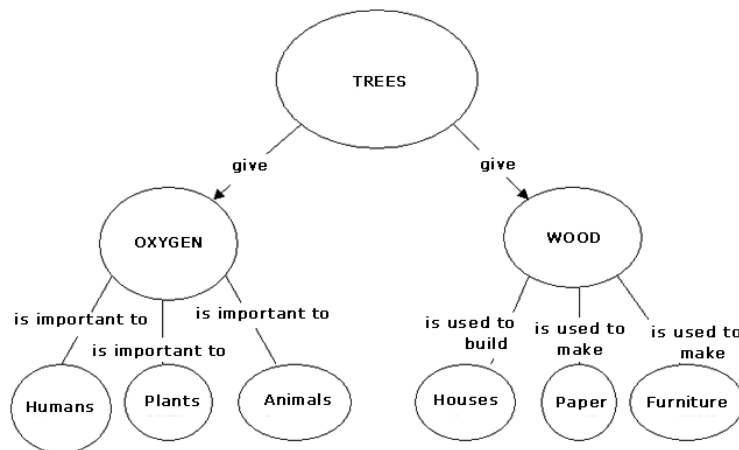 TREES
give
give
OXYGEN
WOOD
is important to
is important to
is important to
is used to
build
is used to
make
is used to
make
Humans
Plants
Animals
Houses
Paper
Furniture